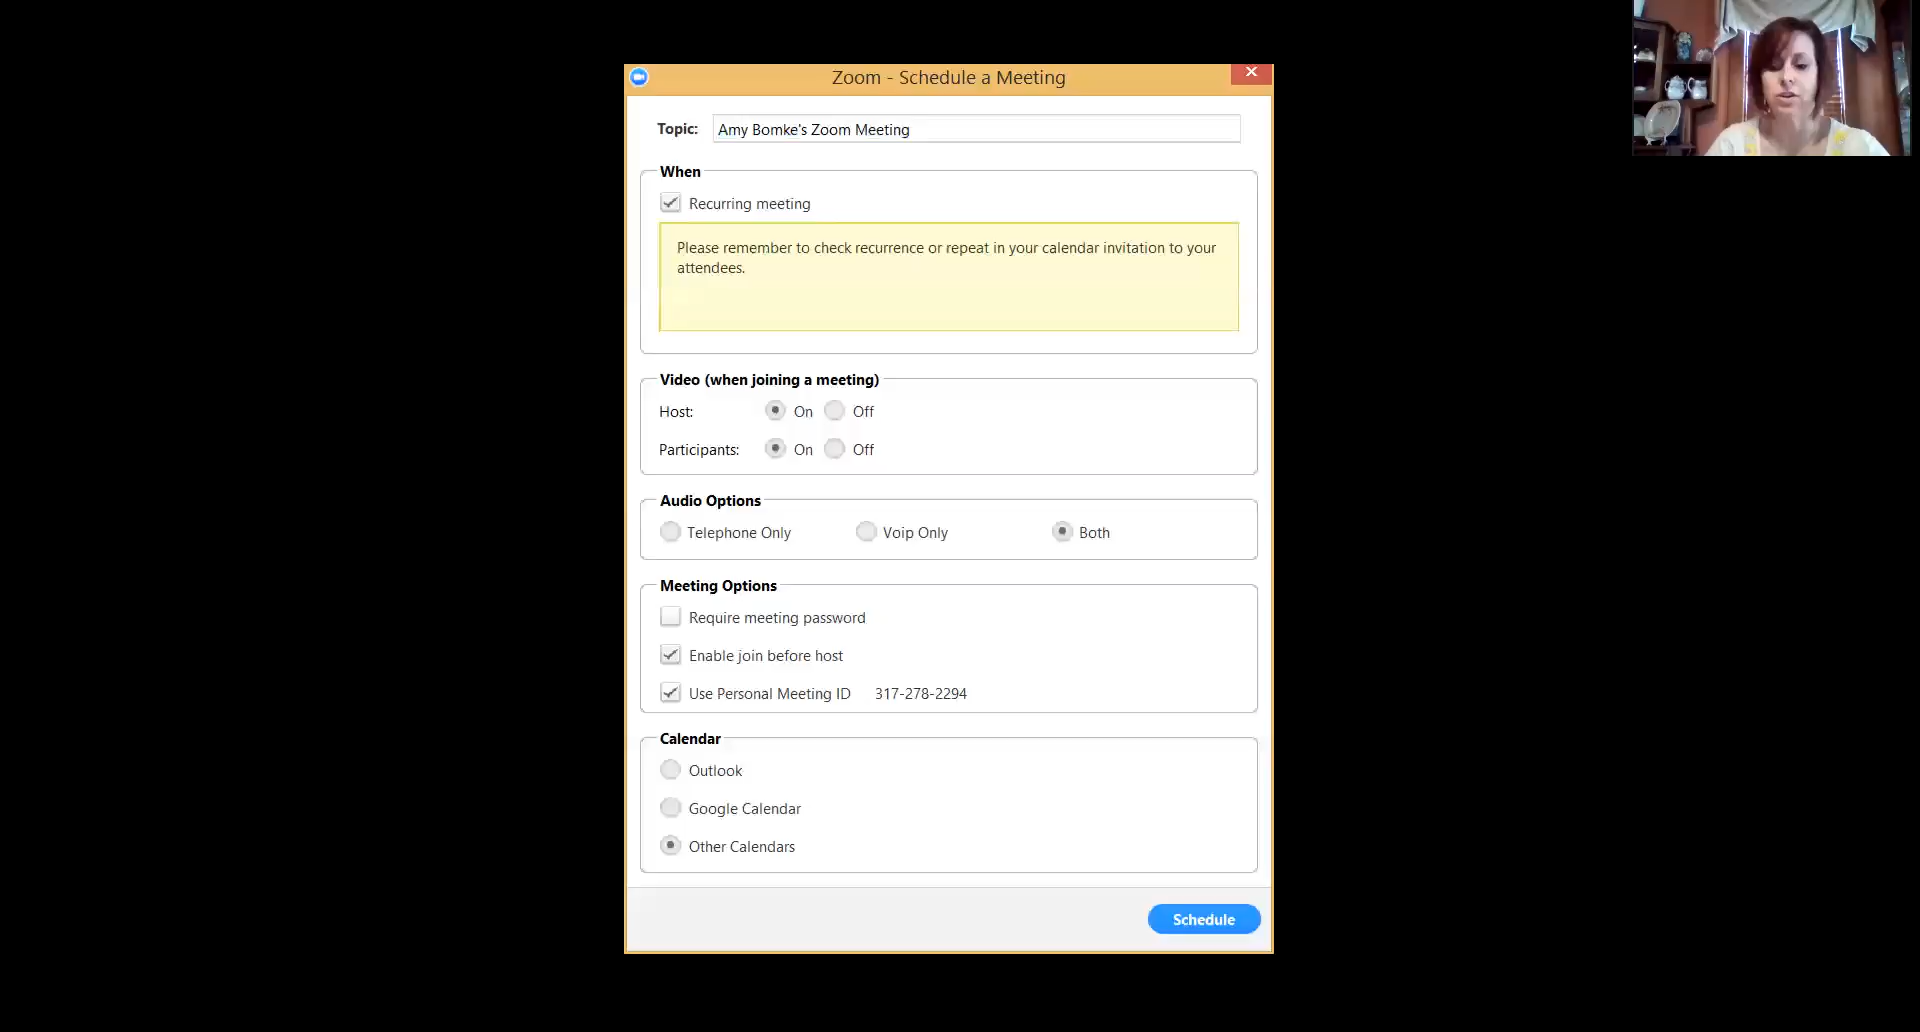 Zoom - Schedule a Meeting
Topic: Amy Bomke's Zoom Meeting
When
Recurring meeting
Please remember to check recurrence or repeat in your calendar invitation to your
attendees.
Video (when joining a meeting)
Host: On Off
Participants: On Off
Audio Options
Telephone Only Voip Only Both
Meeting Options
Require meeting password
Enable join before host
Use Personal Meeting ID 317-278-2294
Calendar
Outlook
Google Calendar
Other Calendars
Schedule